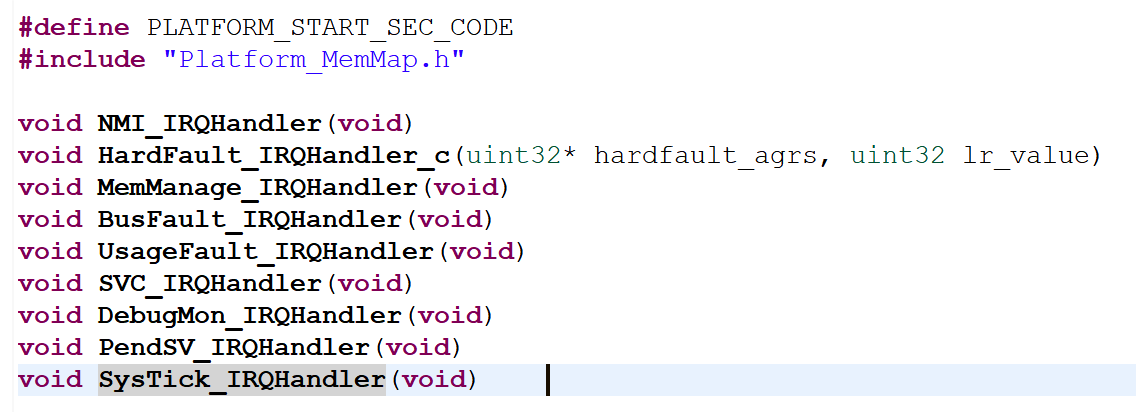 #define PLATFORM_START_SEC_CODE
#include "Platform_MemMap.h"
void NMI_IRQHandler(void)
void HardFault_IRQHandler_c(uint32* hardfault_agrs, uint32 lr_value)
void MemManage_IRQHandler(void)
void BusFault_IRQHandler(void)
void UsageFault_IRQHandler(void)
void SVC_IRQHandler(void)
void DebugMon_IRQHandler(void)
void PendSV_IRQHandler(void)
void SysTick_IRQHandler(void)